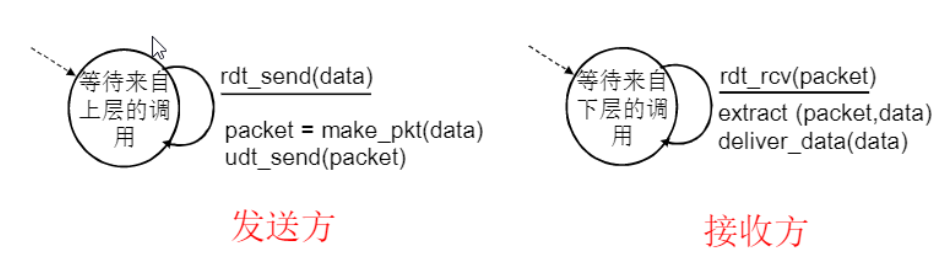 等待来自
上层的调
用
rdt_send(data)
packet = make_pkt(data)
udt_send(packet)
发送方
等待来自
下层的调
用
rdt_rcv(packet)
extract (packet,data)
deliver_data(data)
接收方